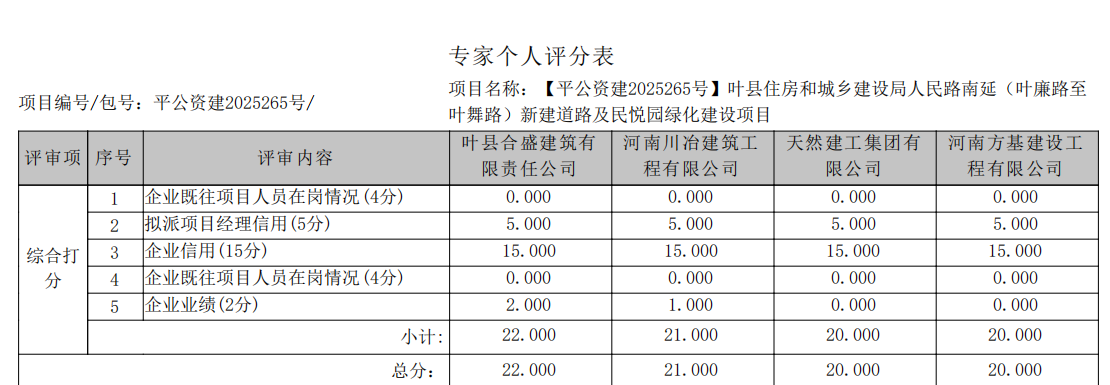 专家个人评分表
项目编号/包号：平公资建2025265号/
项目名称：【平公资建2025265号】叶县住房和城乡建设局人民路南延（叶廉路至
叶舞路）新建道路及民悦园绿化建设项目
评审项 序号 评审内容 叶县合盛建筑有限责任公司 河南川冶建筑工程有限公司 天然建工集团有限公司 河南方基建设工程有限公司
综合打分
1 企业既往项目人员在岗情况(4分) 0.000 0.000 0.000 0.000
2 拟派项目经理信用(5分) 5.000 5.000 5.000 5.000
3 企业信用(15分) 15.000 15.000 15.000 15.000
4 企业既往项目人员在岗情况(4分) 0.000 0.000 0.000 0.000
5 企业业绩(2分) 2.000 1.000 0.000 0.000
小计: 22.000 21.000 20.000 20.000
总分: 22.000 21.000 20.000 20.000